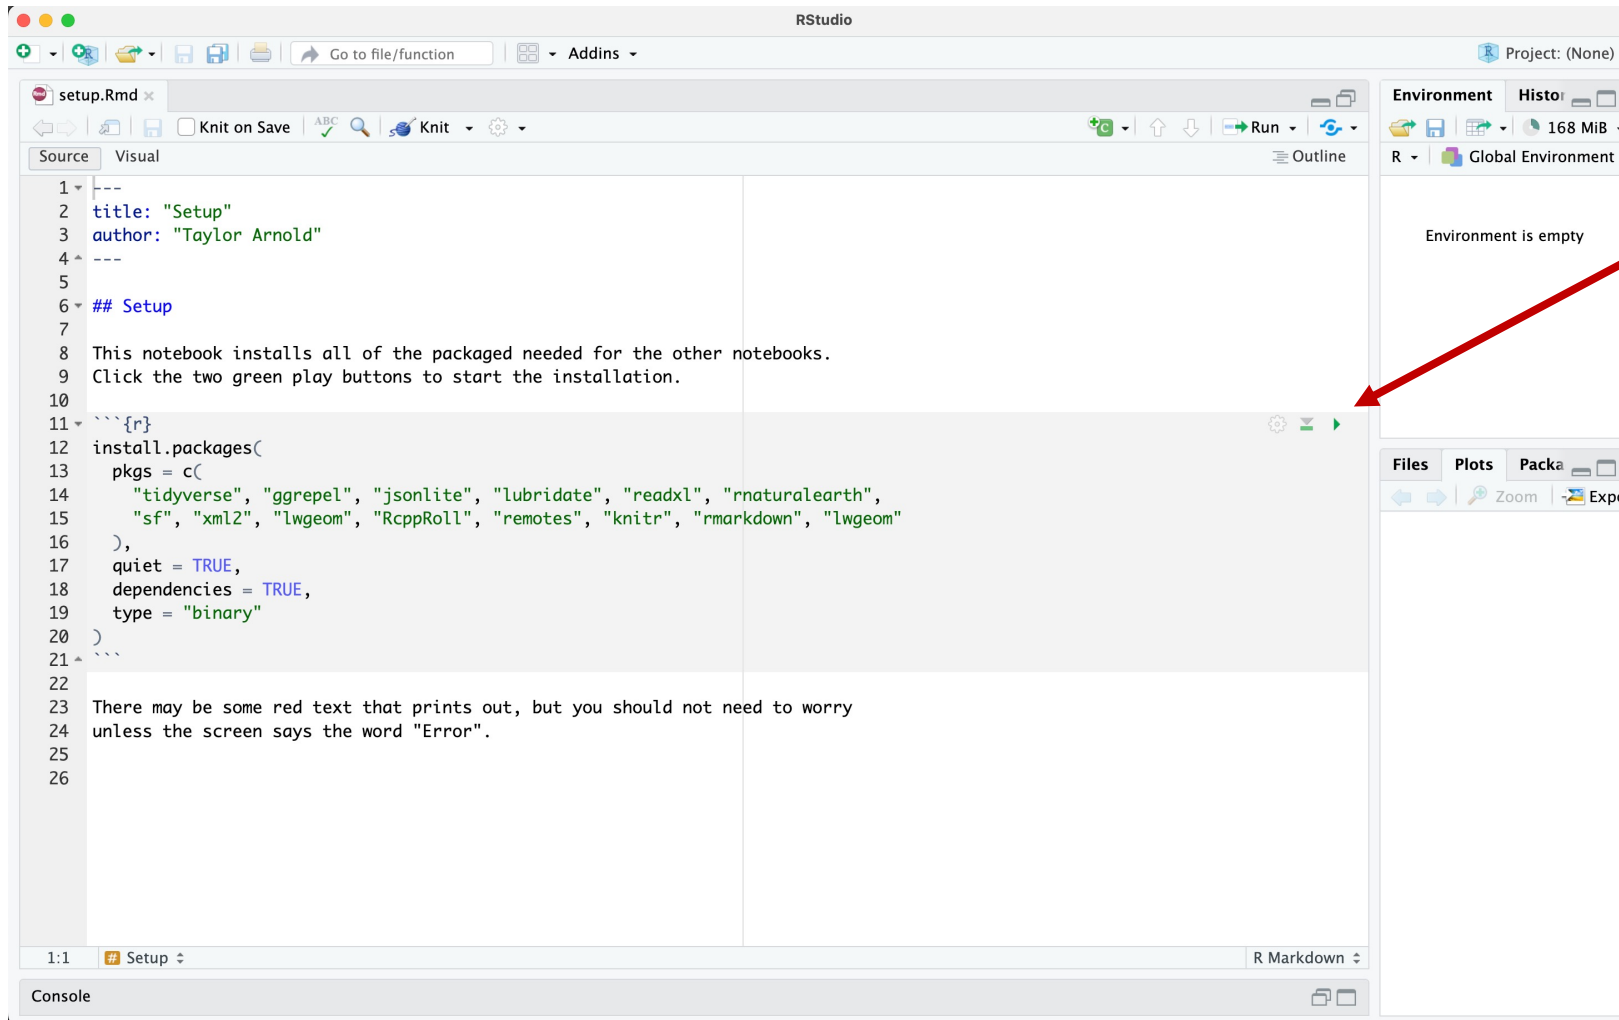 RStudio
Go to file/function
Addins
Project: (None)
setup.Rmd
Knit on Save
ABC
Knit
Run
Source
Visual
Outline
1 ---
2 title: "Setup"
3 author: "Taylor Arnold"
4 ---
5
6 ## Setup
7
8 This notebook installs all of the packaged needed for the other notebooks.
9 Click the two green play buttons to start the installation.
10
11 ```{r}
12 install.packages(
13   pkgs = c(
14     "tidyverse", "ggrepel", "jsonlite", "lubridate", "readxl", "rnaturalearth",
15     "sf", "xml2", "lwgeom", "RcppRoll", "remotes", "knitr", "rmarkdown", "lwgeom"
16   ),
17   quiet = TRUE,
18   dependencies = TRUE,
19   type = "binary"
20 )
21 ```
22
23 There may be some red text that prints out, but you should not need to worry
24 unless the screen says the word "Error".
25
26
1:1
# Setup
R Markdown
Console
Environment
Histor
168 MiB
R
Global Environment
Environment is empty
Files
Plots
Packa
Zoom
Expo